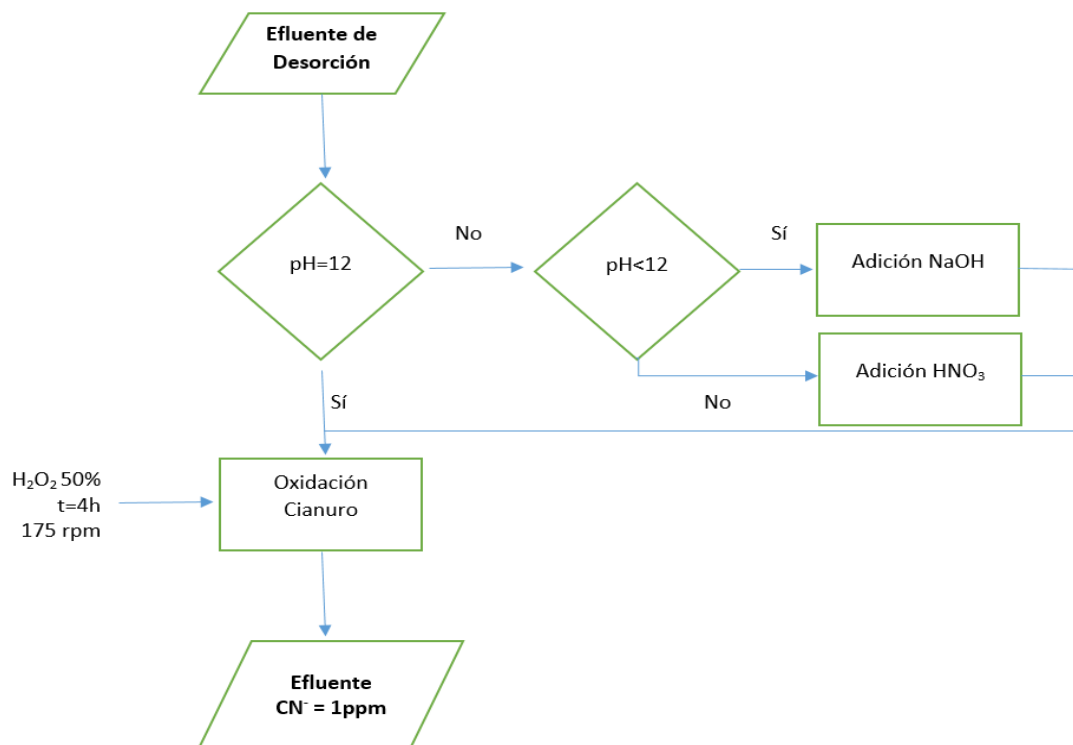 Efluente de
Desorción
pH=12
No
pH<12
Sí
Adición NaOH
Adición HNO₃
No
Sí
H₂O₂ 50%
t=4h
175 rpm
Oxidación
Cianuro
Efluente
CN⁻ = 1ppm